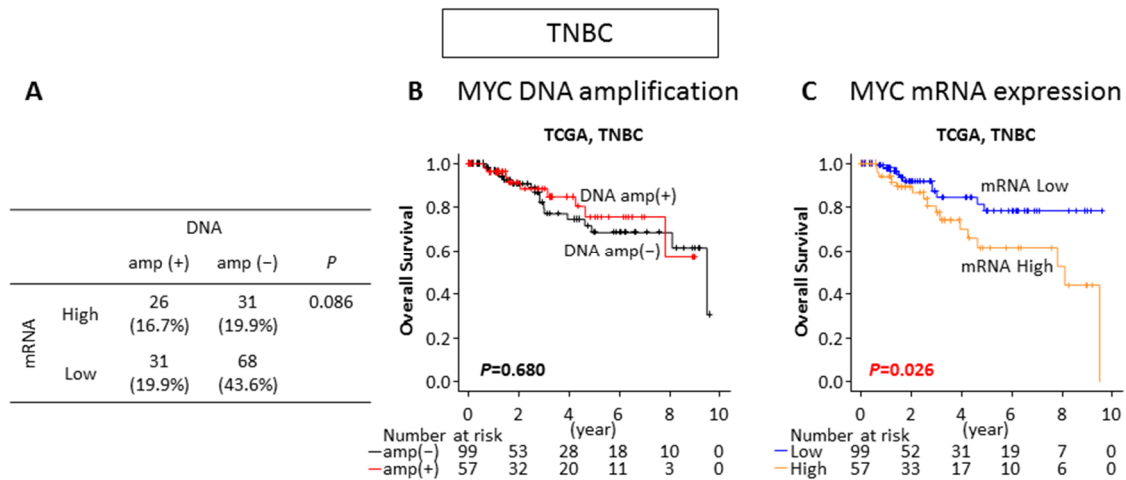 TNBC
A
DNA
amp (+) amp (−) P
mRNA
High 26 31 0.086
(16.7%) (19.9%)
Low 31 68
(19.9%) (43.6%)
B MYC DNA amplification
TCGA, TNBC
Overall Survival
1.0
0.8
0.6
0.4
0.2
0.0
DNA amp(+)
DNA amp(−)
P=0.680
0 2 4 6 8 10
(year)
Number at risk
amp(−) 99 53 28 18 10 0
amp(+) 57 32 20 11 3 0
C MYC mRNA expression
TCGA, TNBC
Overall Survival
1.0
0.8
0.6
0.4
0.2
0.0
mRNA Low
mRNA High
P=0.026
0 2 4 6 8 10
(year)
Number at risk
Low 99 52 31 19 7 0
High 57 33 17 10 6 0